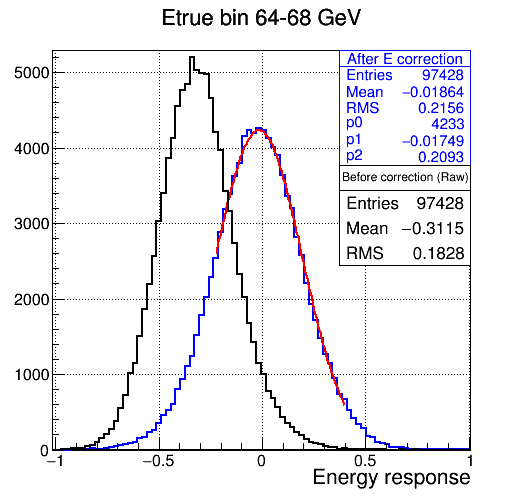 Etrue bin 64-68 GeV
After E correction
Entries 97428
Mean −0.01864
RMS 0.2156
p0 4233
p1 −0.01749
p2 0.2093
Before correction (Raw)
Entries 97428
Mean −0.3115
RMS 0.1828
5000
4000
3000
2000
1000
0
−1 −0.5 0 0.5 1
Energy response